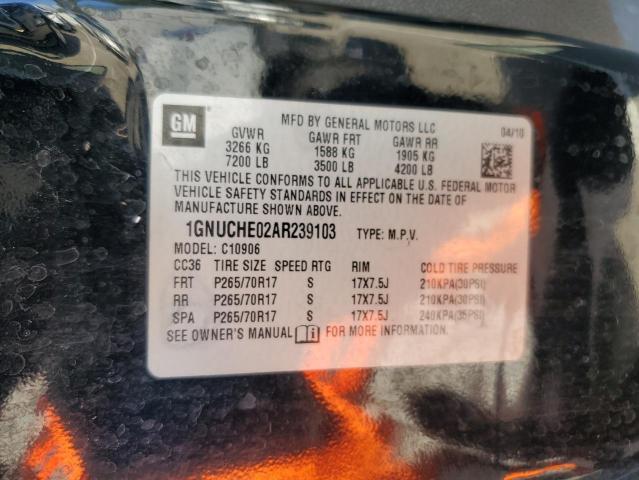 GM
MFD BY GENERAL MOTORS LLC 04/10
GVWR GAWR FRT GAWR RR
3266 KG 1588 KG 1905 KG
7200 LB 3500 LB 4200 LB
THIS VEHICLE CONFORMS TO ALL APPLICABLE U.S. FEDERAL MOTOR
VEHICLE SAFETY STANDARDS IN EFFECT ON THE DATE OF
MANUFACTURE SHOWN ABOVE.
1GNUCHE02AR239103 TYPE: M.P.V.
MODEL: C10906
CC36 TIRE SIZE SPEED RTG RIM COLD TIRE PRESSURE
FRT P265/70R17 S 17X7.5J 210KPA(30PSI)
RR P265/70R17 S 17X7.5J 210KPA(30PSI)
SPA P265/70R17 S 17X7.5J 240KPA(35PSI)
SEE OWNER'S MANUAL FOR MORE INFORMATION.